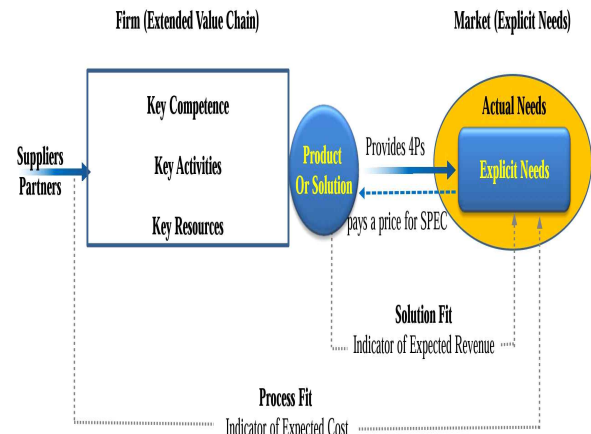 Firm (Extended Value Chain)
Market (Explicit Needs)
Key Competence
Key Activities
Key Resources
Suppliers
Partners
Product
Or Solution
Provides 4Ps
pays a price for SPEC
Actual Needs
Explicit Needs
Solution Fit
Indicator of Expected Revenue
Process Fit
Indicator of Expected Cost